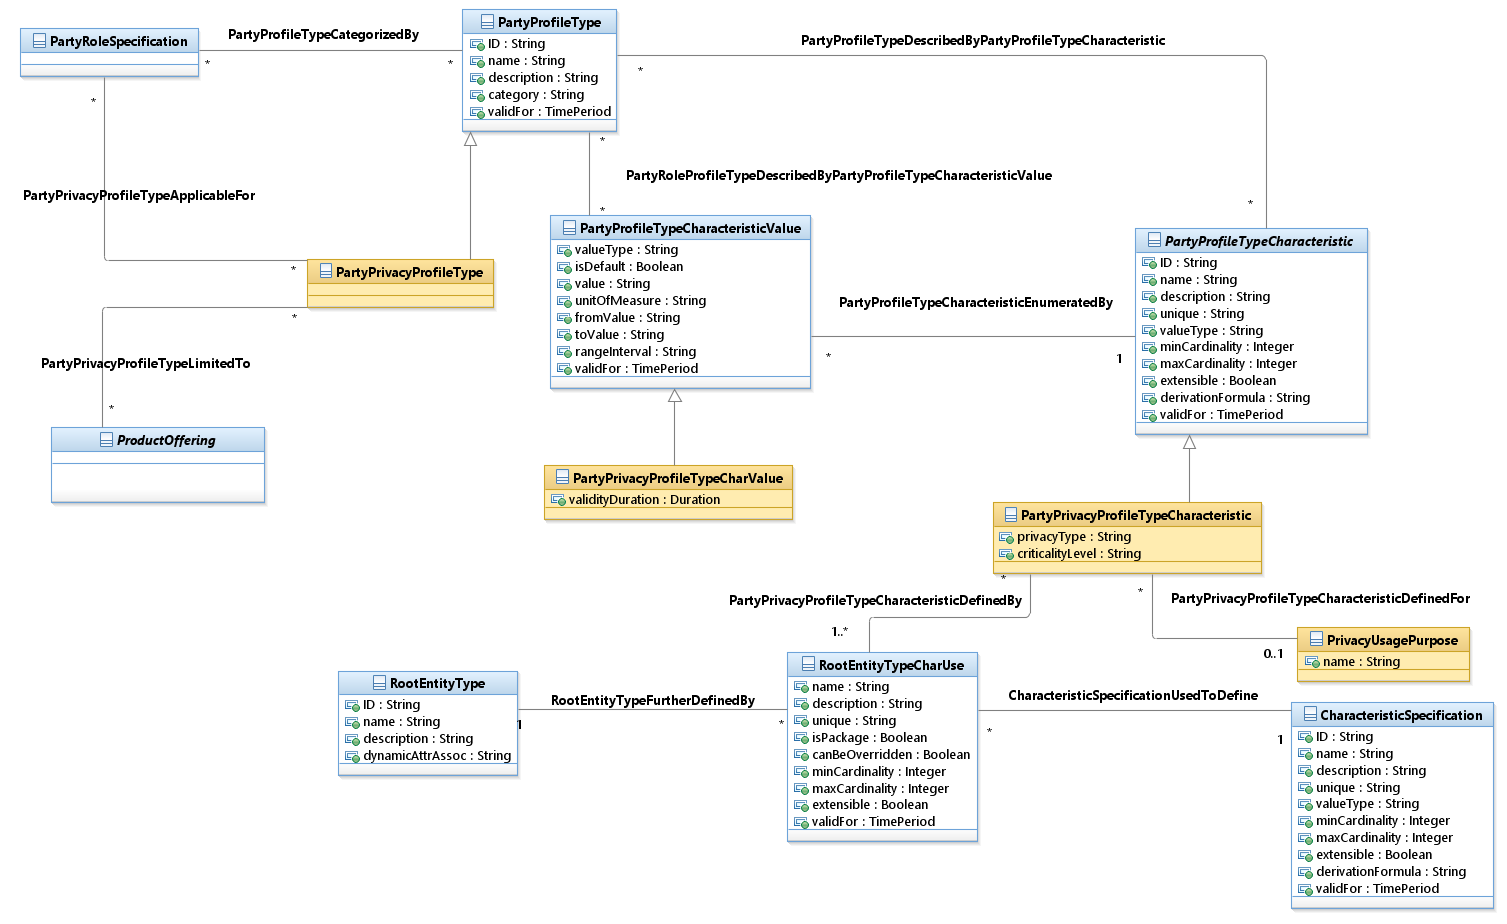 PartyRoleSpecification
*
*
PartyProfileTypeCategorizedBy
*
PartyProfileType
ID : String
name : String
description : String
category : String
validFor : TimePeriod
*
*
PartyProfileTypeDescribedByPartyProfileTypeCharacteristic
*
PartyRoleProfileTypeDescribedByPartyProfileTypeCharacteristicValue
*
PartyPrivacyProfileTypeApplicableFor
*
PartyPrivacyProfileType
*
PartyPrivacyProfileTypeLimitedTo
*
ProductOffering
PartyProfileTypeCharacteristicValue
valueType : String
isDefault : Boolean
value : String
unitOfMeasure : String
fromValue : String
toValue : String
rangeInterval : String
validFor : TimePeriod
PartyProfileTypeCharacteristicEnumeratedBy
*
1
PartyProfileTypeCharacteristic
ID : String
name : String
description : String
unique : String
valueType : String
minCardinality : Integer
maxCardinality : Integer
extensible : Boolean
derivationFormula : String
validFor : TimePeriod
PartyPrivacyProfileTypeCharValue
validityDuration : Duration
PartyPrivacyProfileTypeCharacteristic
privacyType : String
criticalityLevel : String
*
*
PartyPrivacyProfileTypeCharacteristicDefinedBy
1..*
PartyPrivacyProfileTypeCharacteristicDefinedFor
0..1
PrivacyUsagePurpose
name : String
RootEntityType
ID : String
name : String
description : String
dynamicAttrAssoc : String
1
RootEntityTypeFurtherDefinedBy
*
RootEntityTypeCharUse
name : String
description : String
unique : String
isPackage : Boolean
canBeOverridden : Boolean
minCardinality : Integer
maxCardinality : Integer
extensible : Boolean
validFor : TimePeriod
CharacteristicSpecificationUsedToDefine
*
1
CharacteristicSpecification
ID : String
name : String
description : String
unique : String
valueType : String
minCardinality : Integer
maxCardinality : Integer
extensible : Boolean
derivationFormula : String
validFor : TimePeriod